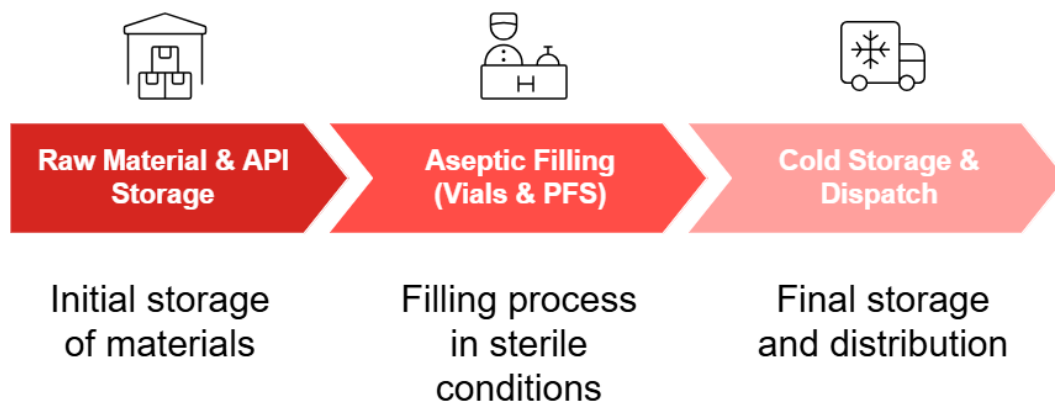 Raw Material & API
Storage
Aseptic Filling
(Vials & PFS)
Cold Storage &
Dispatch
Initial storage
of materials
Filling process
in sterile
conditions
Final storage
and distribution
H